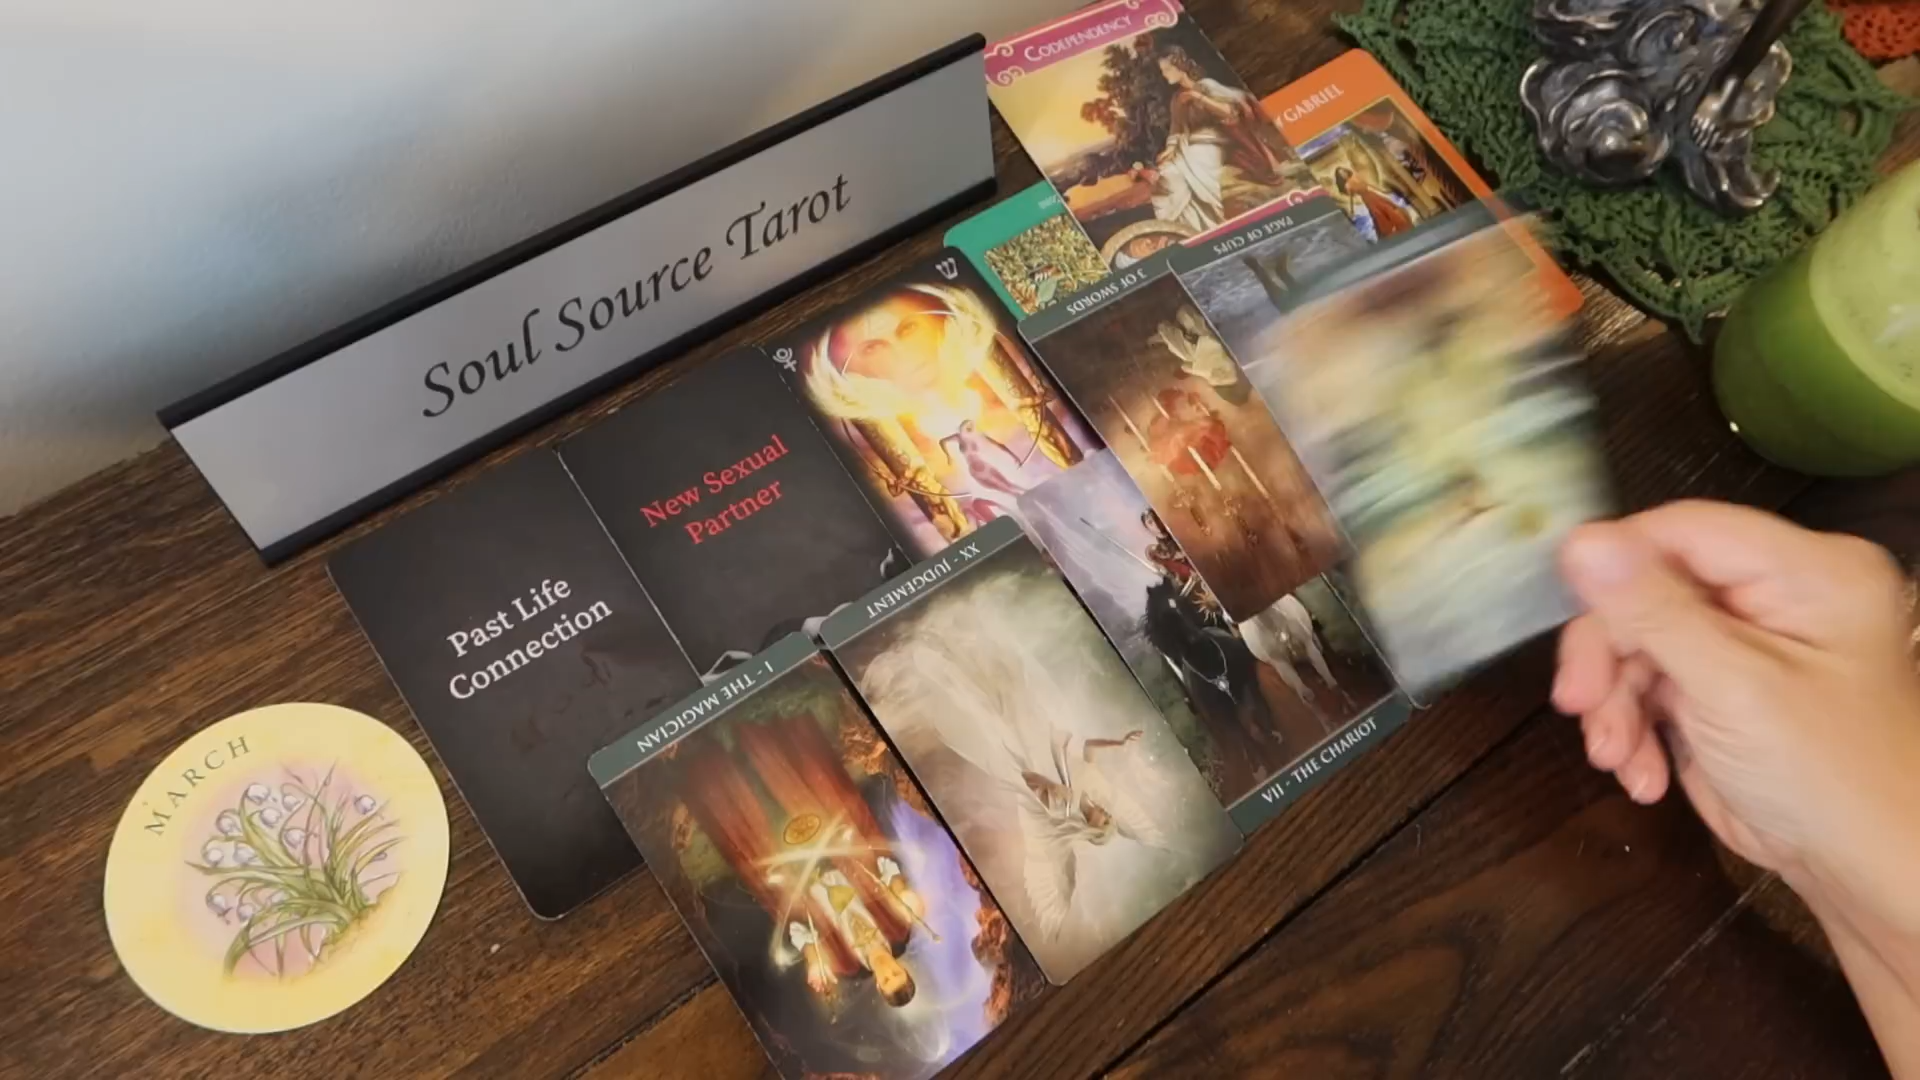 CODEPENDENCY
GABRIEL
Soul Source Tarot
PAGE OF CUPS
3 OF SWORDS
ש
New Sexual
Partner
Past Life
Connection
XX - JUDGEMENT
I - THE MAGICIAN
VII - THE CHARIOT
MARCH